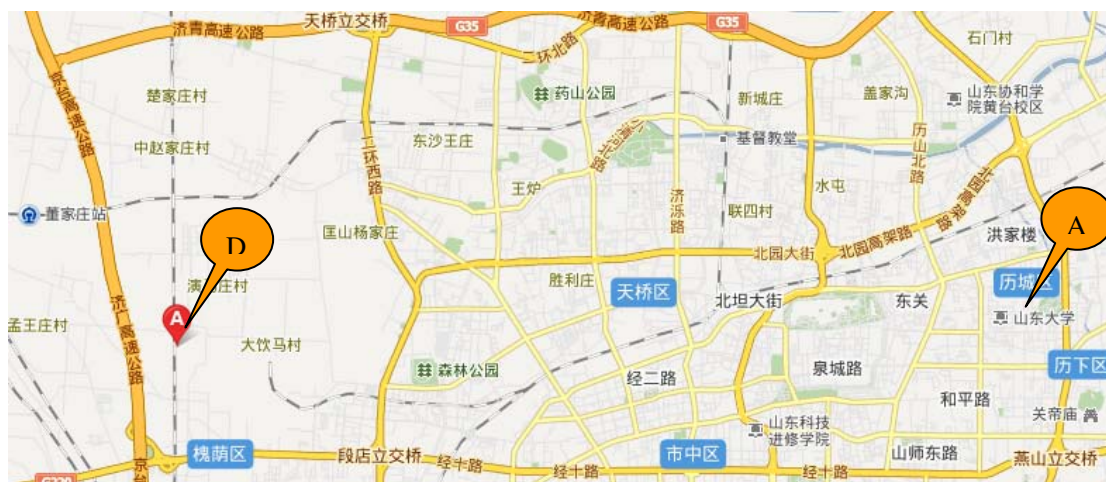 济青高速公路
天桥立交桥
G35
G35
二环北路
石门村
京台高速公路
楚家庄村
药山公园
新城庄
盖家沟
山东协和学
院黄台校区
中赵家庄村
二环西路
东沙王庄
小清河北路
基督教堂
历山北路
北园高架路
王炉
济泺路
水屯
董家庄站
联四村
A
D
匡山杨家庄
北园大街
北园高架路
洪家楼
胜利庄
天桥区
北坦大街
东关
历城区
济广高速公路
A
孟王庄村
大饮马村
山东大学
森林公园
经二路
泉城路
历下区
和平路
关帝庙
山东科技
进修学院
槐荫区
段店立交桥
经十路
市中区
山师东路
京台
经十路
经十路
燕山立交桥